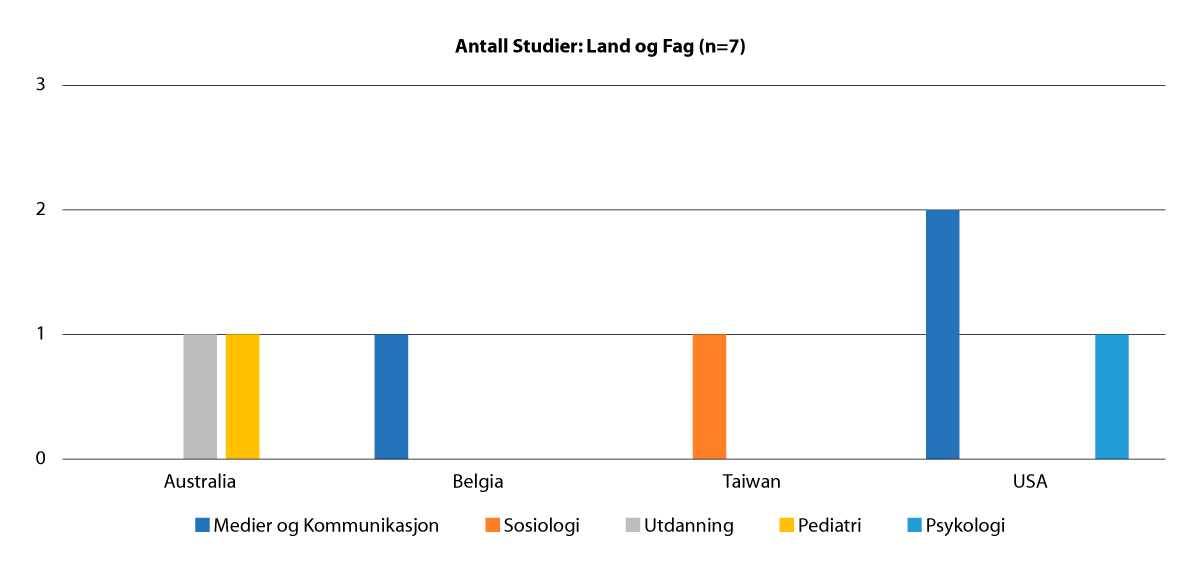 Antall Studier: Land og Fag (n=7)
3
2
1
0
Australia Belgia Taiwan USA
Medier og Kommunikasjon Sosiologi Utdanning Pediatri Psykologi